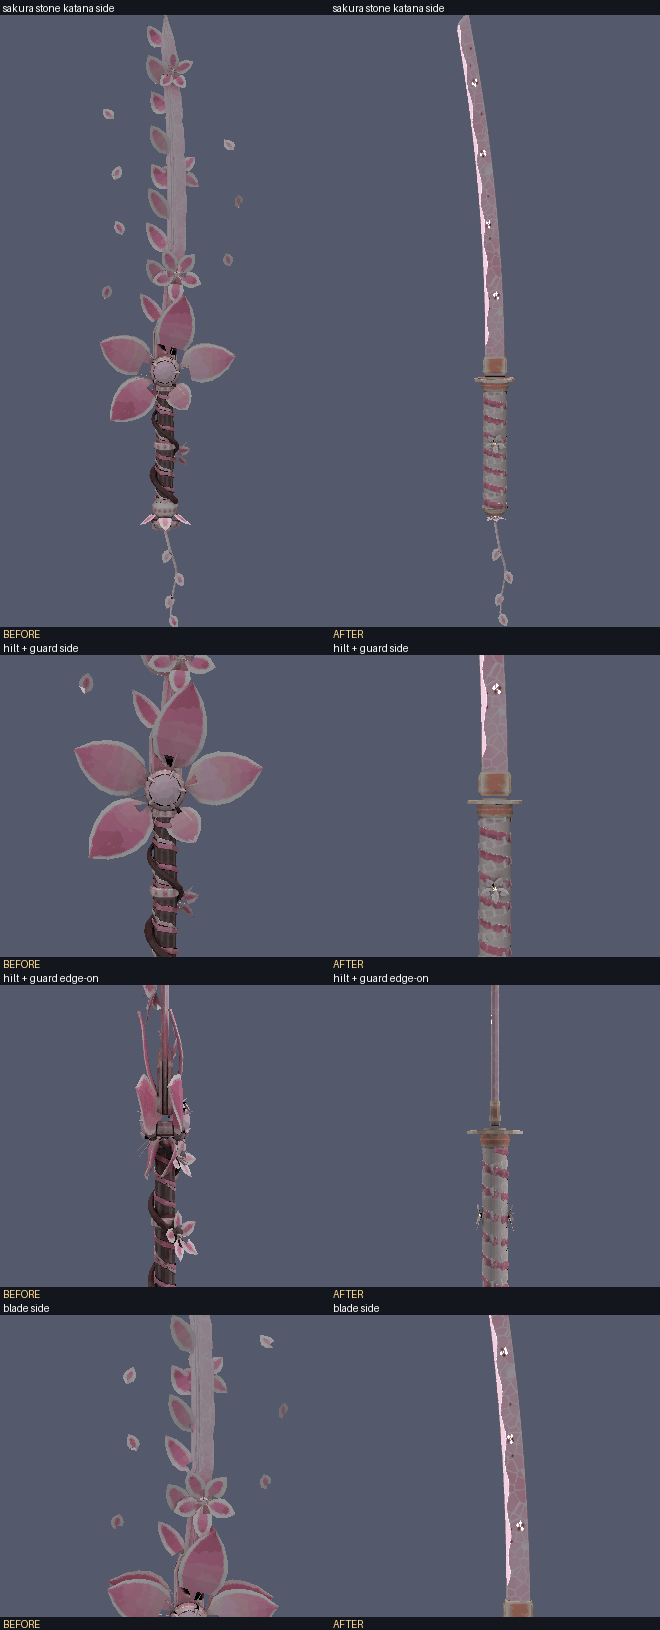 sakura stone katana side
sakura stone katana side
BEFORE
AFTER
hilt + guard side
hilt + guard side
BEFORE
AFTER
hilt + guard edge-on
hilt + guard edge-on
BEFORE
AFTER
blade side
blade side
BEFORE
AFTER